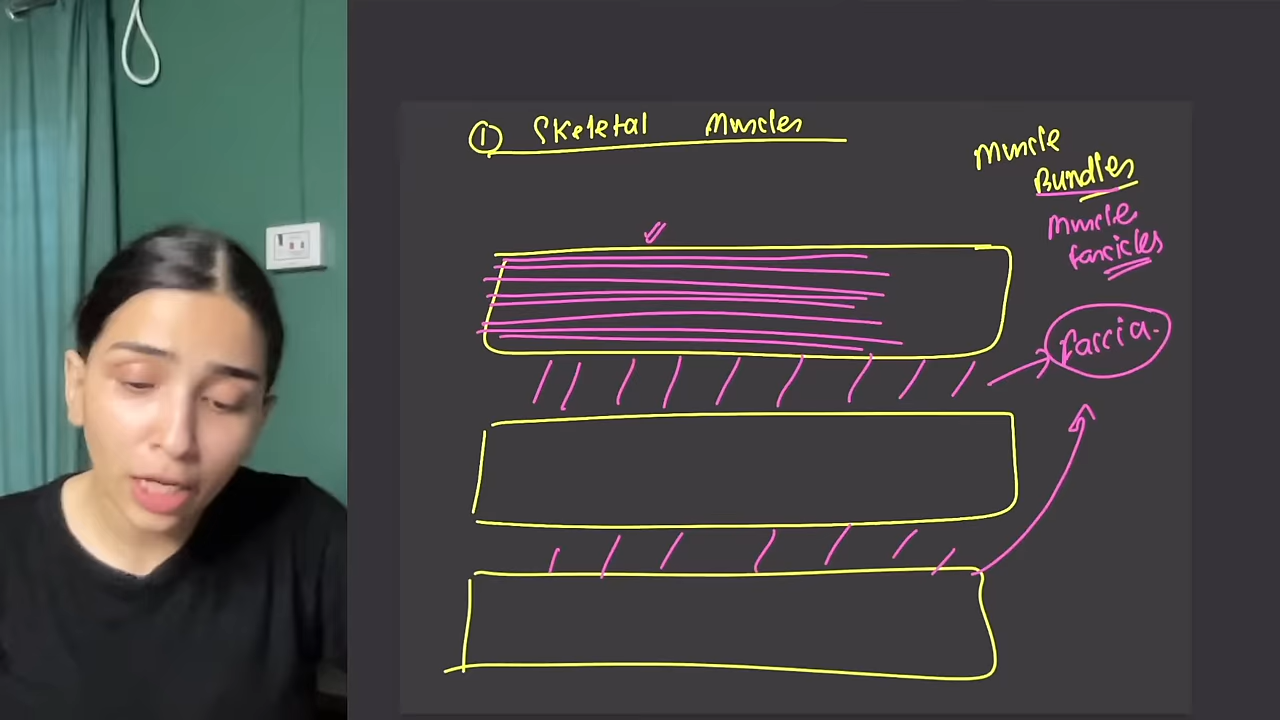 ① Skeletal Muscles
Muscle
Bundles
Muscle
fascicles
fascia.